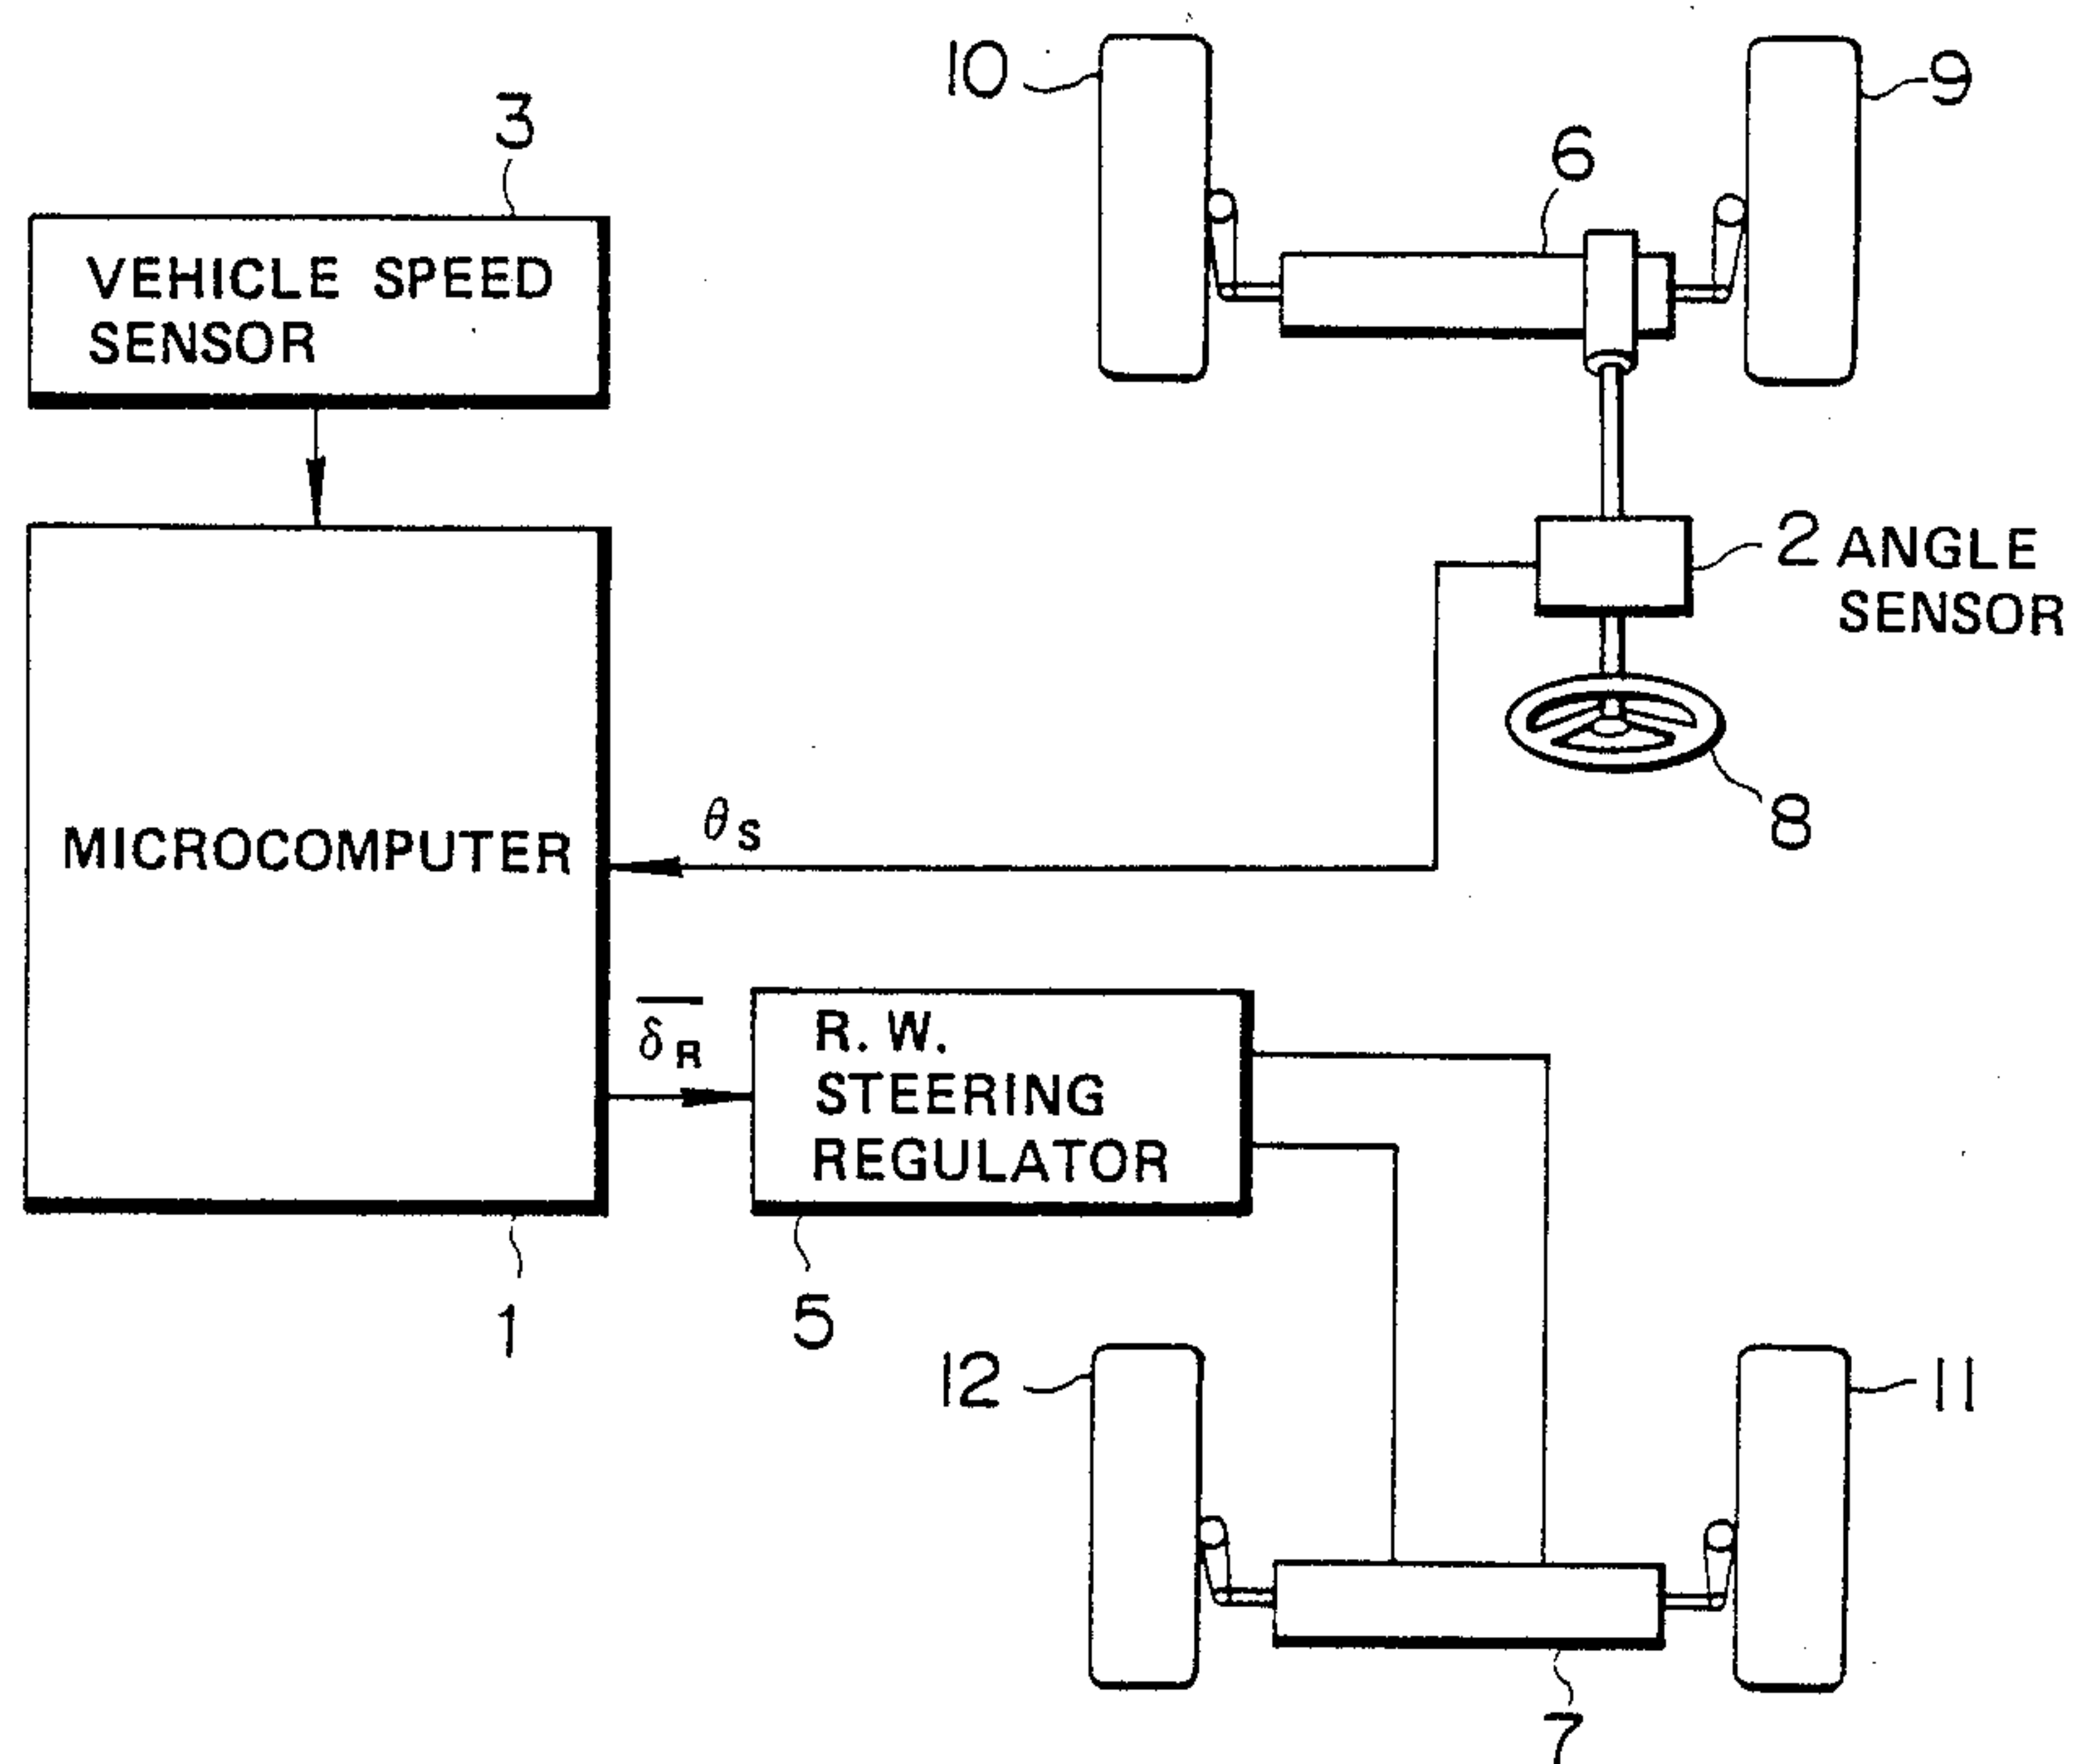 10
9
3
6
VEHICLE SPEED
SENSOR
2 ANGLE
SENSOR
MICROCOMPUTER
θS
8
δ̅R̅
R. W.
STEERING
REGULATOR
1
5
12
11
7